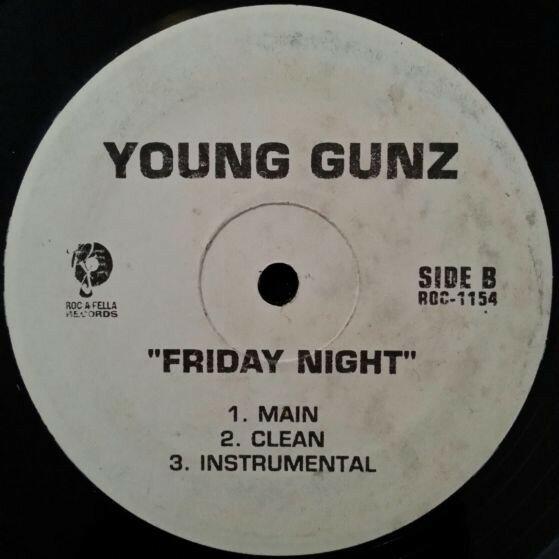 YOUNG GUNZ
ROC-A-FELLA
RECORDS
SIDE B
ROC-1154
"FRIDAY NIGHT"
1. MAIN
2. CLEAN
3. INSTRUMENTAL